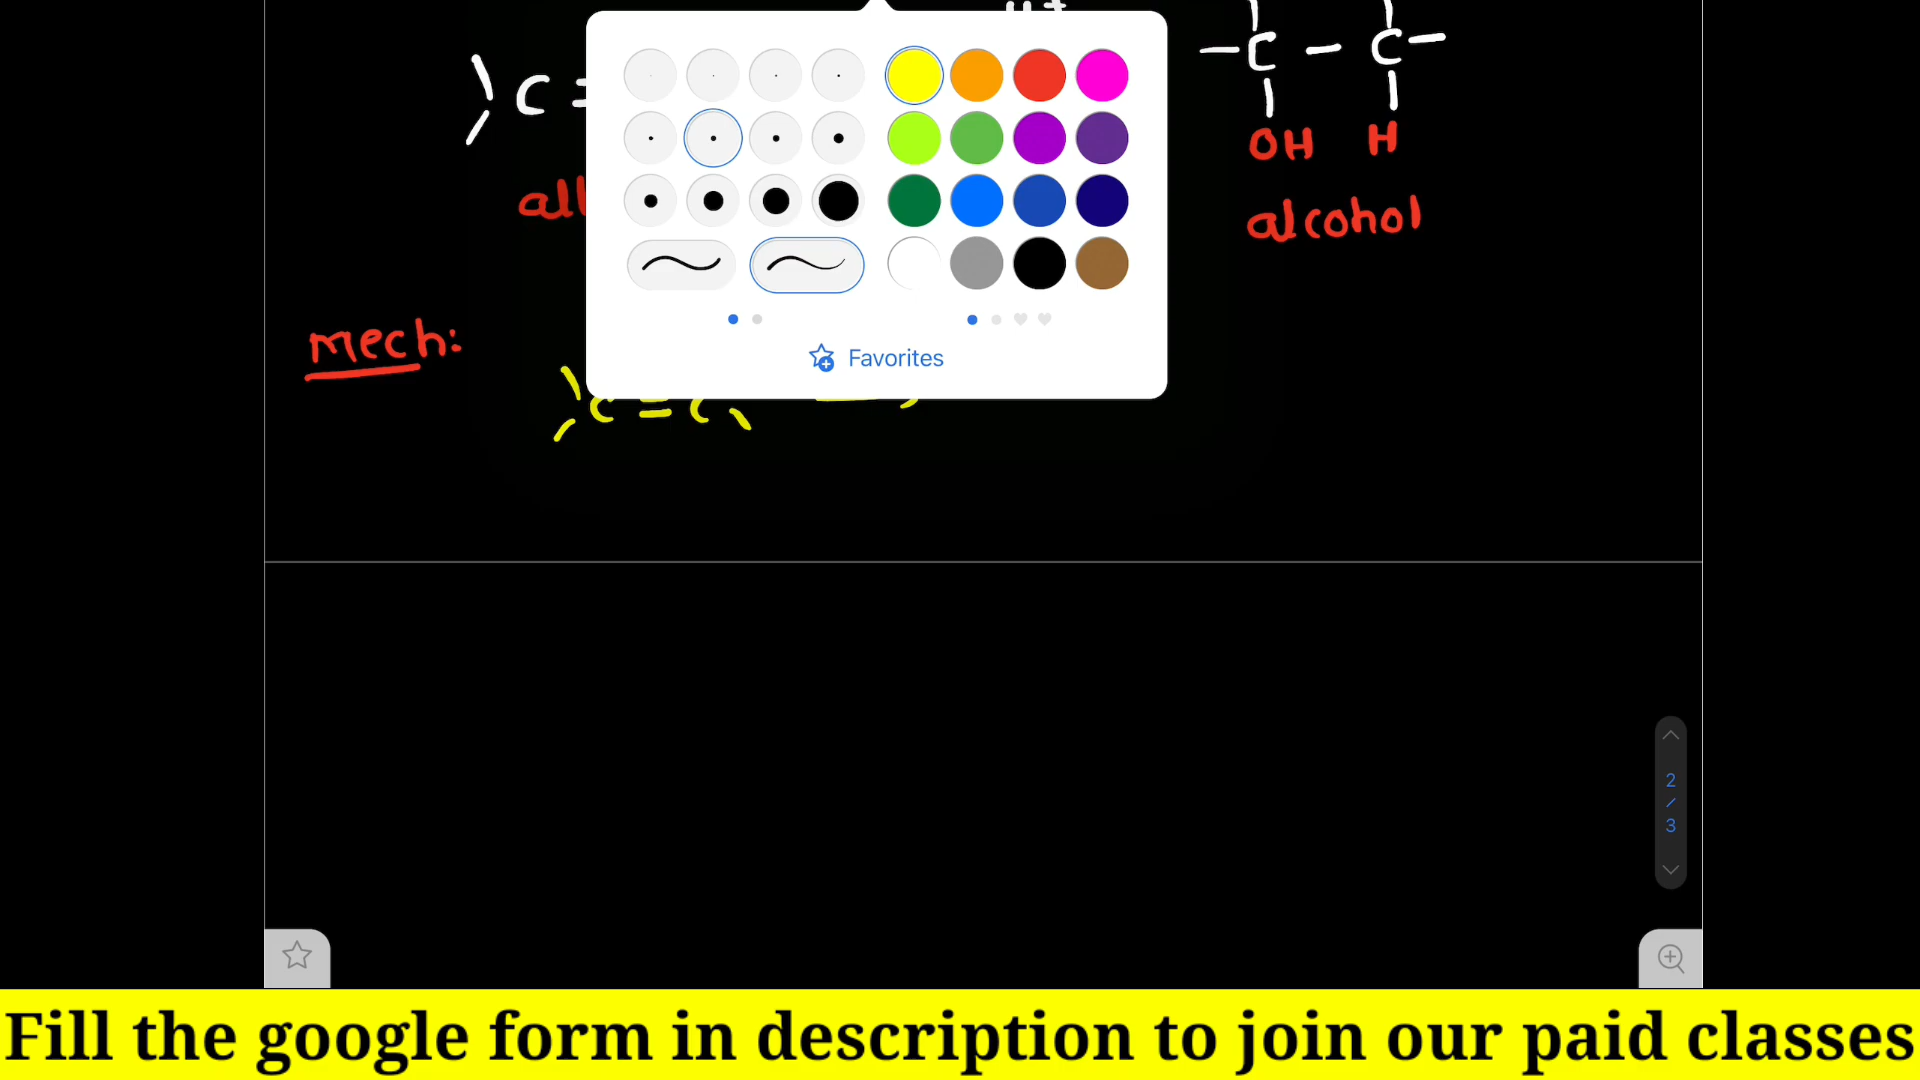 H+
C = — C — C —
OH H
all
alcohol
mech:
C = C
Favorites
2
/
3
Fill the google form in description to join our paid classes